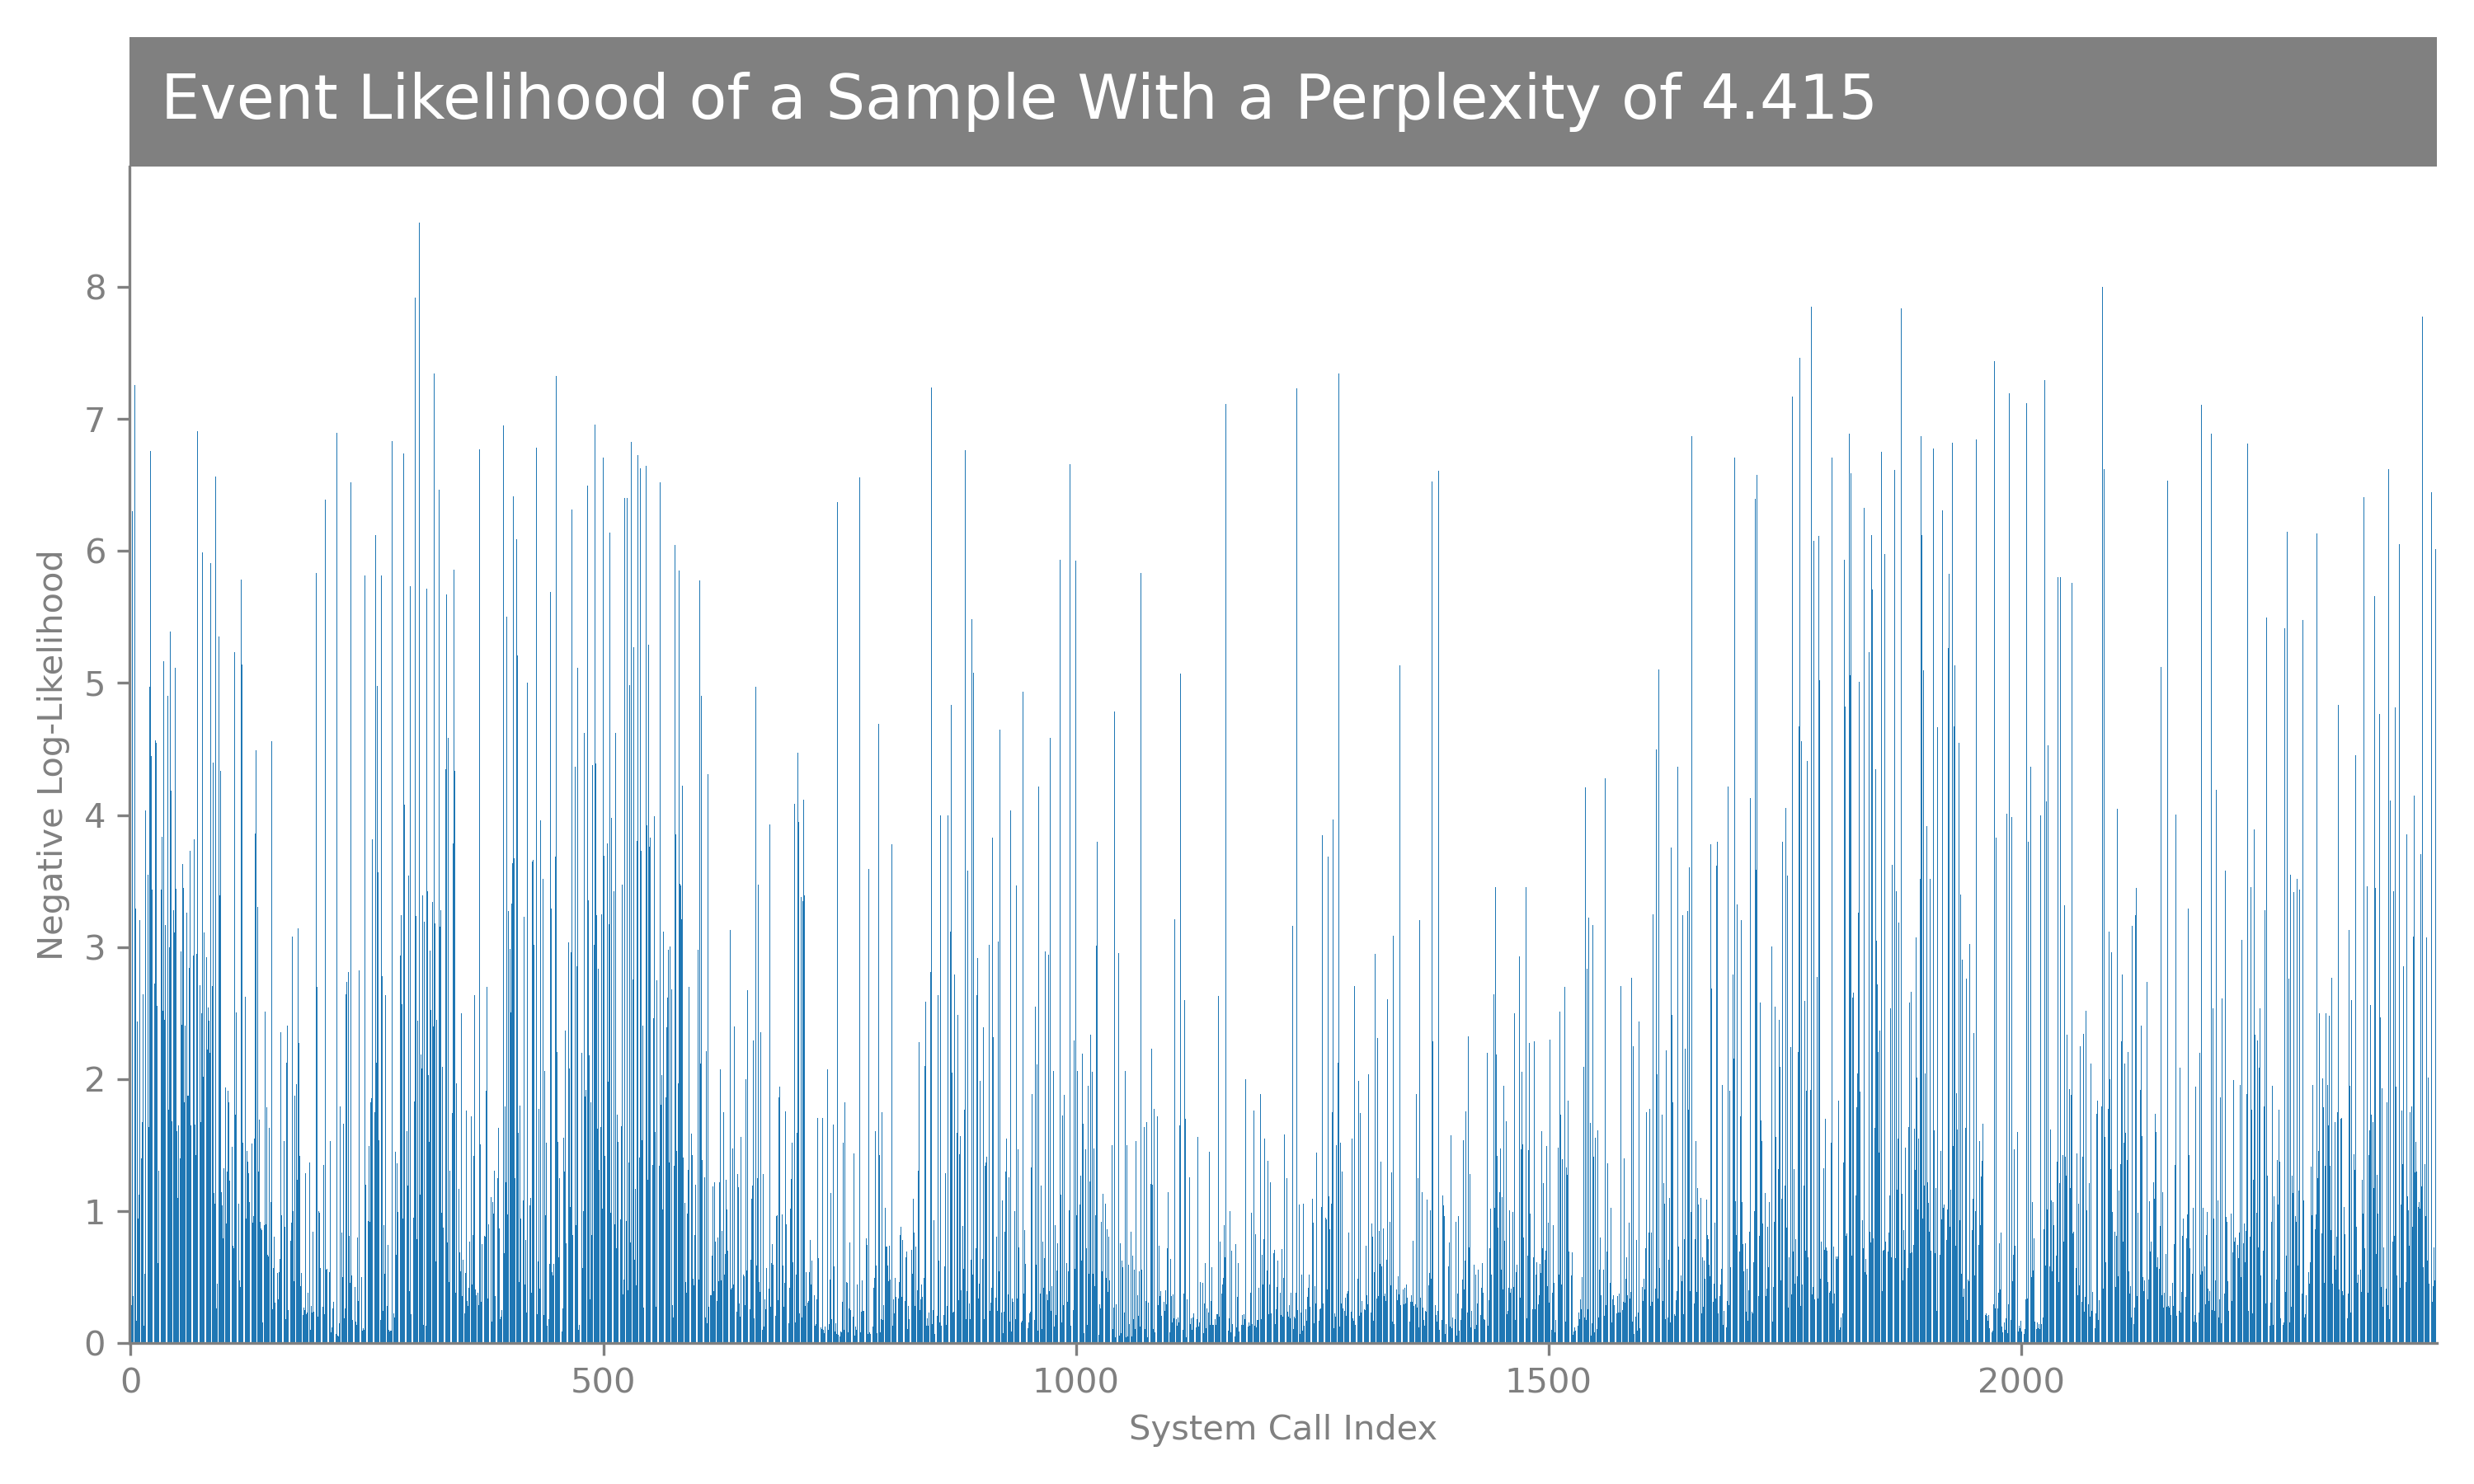 Event Likelihood of a Sample With a Perplexity of 4.415
8
7
6
5
4
3
2
1
0
Negative Log-Likelihood
0 500 1000 1500 2000
System Call Index